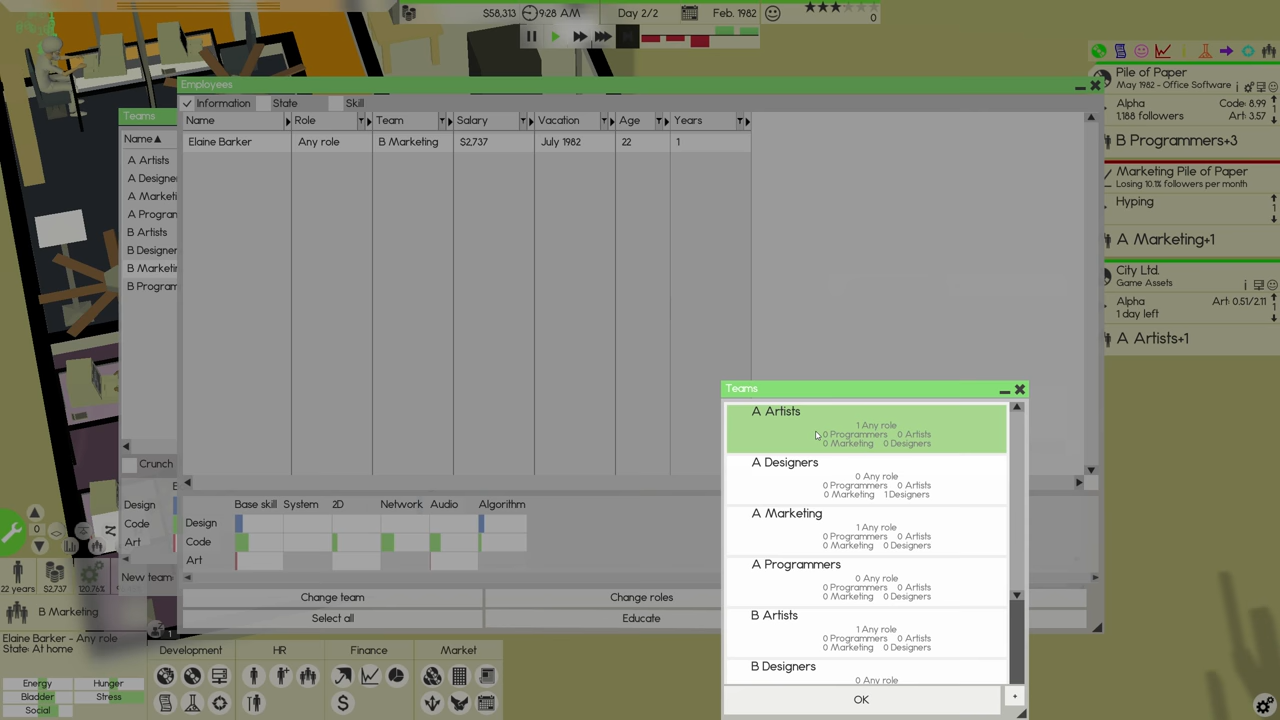 $58,313 9:28 AM Day 2/2 Feb. 1982 0
Employees
Information State Skill
Name Role Team Salary Vacation Age Years
Elaine Barker Any role B Marketing $2,737 July 1982 22 1
Teams
Name▲
A Artists
A Designe
A Marketi
A Program
B Artists
B Designer
B Marketin
B Program
Crunch
Design
Code
Art
New team
Base skill System 2D Network Audio Algorithm
Design
Code
Art
Change team Change roles
Select all Educate
Pile of Paper
May 1982 - Office Software
Alpha Code: 8.99
1,188 followers Art: 3.57
B Programmers+3
Marketing Pile of Paper
Losing 10.1% followers per month
Hyping 1
A Marketing+1
City Ltd.
Game Assets
Alpha Art: 0.51/2.11
1 day left 1
A Artists+1
Teams
A Artists
1 Any role
0 Programmers 0 Artists
0 Marketing 0 Designers
A Designers
0 Any role
0 Programmers 0 Artists
0 Marketing 1 Designers
A Marketing
1 Any role
0 Programmers 0 Artists
0 Marketing 0 Designers
A Programmers
0 Any role
0 Programmers 0 Artists
0 Marketing 0 Designers
B Artists
1 Any role
0 Programmers 0 Artists
0 Marketing 0 Designers
B Designers
0 Any role
OK +
0
N
22 years $2,737 120.76%
B Marketing
1
Elaine Barker - Any role
State: At home
Energy Hunger
Bladder Stress
Social
Development HR Finance Market